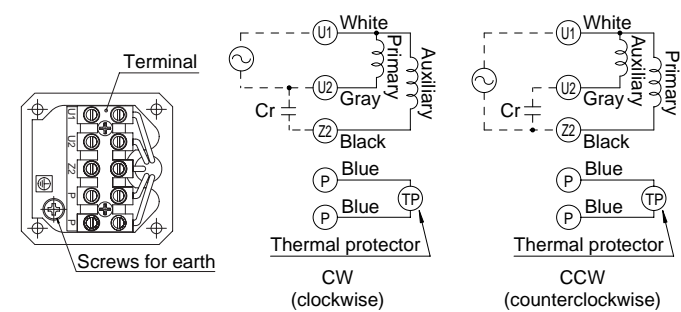 Terminal
U1
U2
Z2
P
P
Screws for earth
U1 White
Primary
Auxiliary
U2 Gray
Cr
Z2 Black
P Blue
TP
P Blue
Thermal protector
CW
(clockwise)
U1 White
Auxiliary
Primary
U2 Gray
Cr
Z2 Black
P Blue
TP
P Blue
Thermal protector
CCW
(counterclockwise)